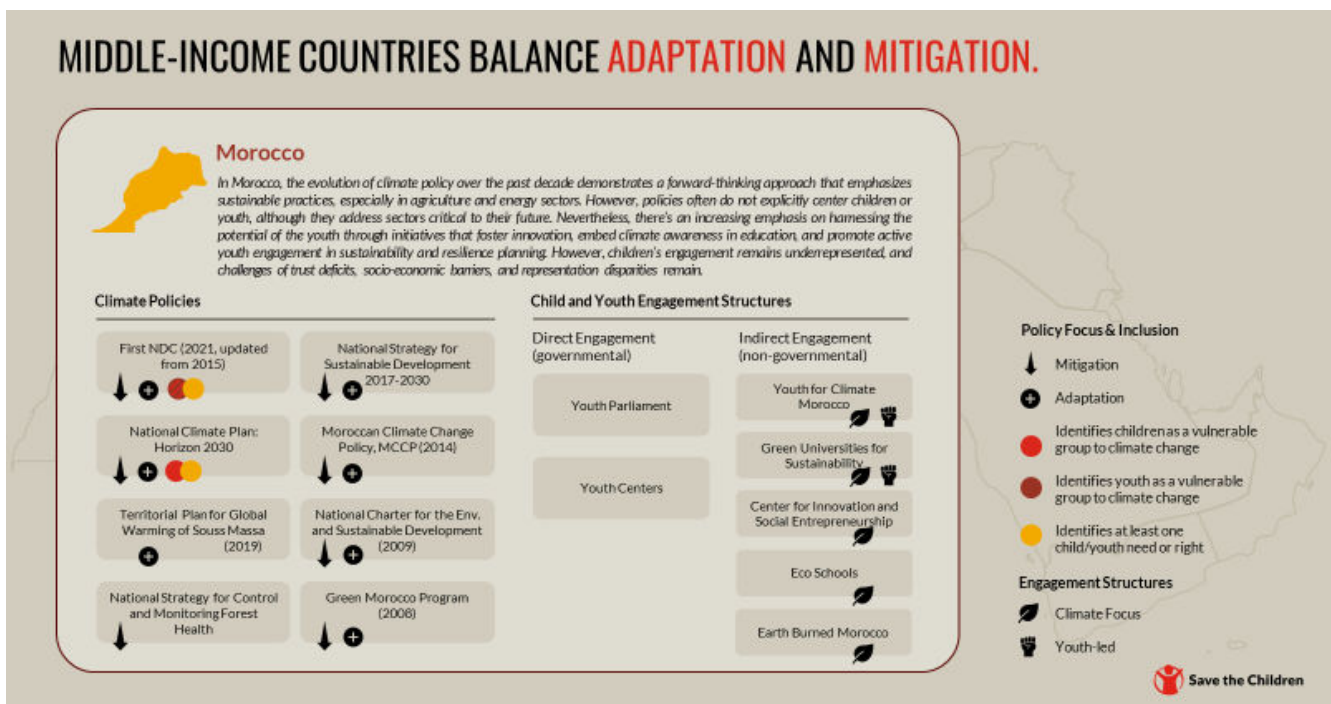 MIDDLE-INCOME COUNTRIES BALANCE ADAPTATION AND MITIGATION.
Morocco
In Morocco, the evolution of climate policy over the past decade demonstrates a forward-thinking approach that emphasizes
sustainable practices, especially in agriculture and energy sectors. However, policies often do not explicitly center children or
youth, although they address sectors critical to their future. Nevertheless, there's an increasing emphasis on harnessing the
potential of the youth through initiatives that foster innovation, embed climate awareness in education, and promote active
youth engagement in sustainability and resilience planning. However, children's engagement remains underrepresented, and
challenges of trust deficits, socio-economic barriers, and representation disparities remain.
Climate Policies
First NDC (2021, updated
from 2015)
National Strategy for
Sustainable Development
2017-2030
National Climate Plan:
Horizon 2030
Moroccan Climate Change
Policy, MCCP (2014)
Territorial Plan for Global
Warming of Souss Massa
(2019)
National Charter for the Env.
and Sustainable Development
(2009)
National Strategy for Control
and Monitoring Forest
Health
Green Morocco Program
(2008)
Child and Youth Engagement Structures
Direct Engagement
(governmental)
Youth Parliament
Youth Centers
Indirect Engagement
(non-governmental)
Youth for Climate
Morocco
Green Universities for
Sustainability
Center for Innovation and
Social Entrepreneurship
Eco Schools
Earth Burned Morocco
Policy Focus & Inclusion
Mitigation
Adaptation
Identifies children as a vulnerable
group to climate change
Identifies youth as a vulnerable
group to climate change
Identifies at least one
child/youth need or right
Engagement Structures
Climate Focus
Youth-led
Save the Children